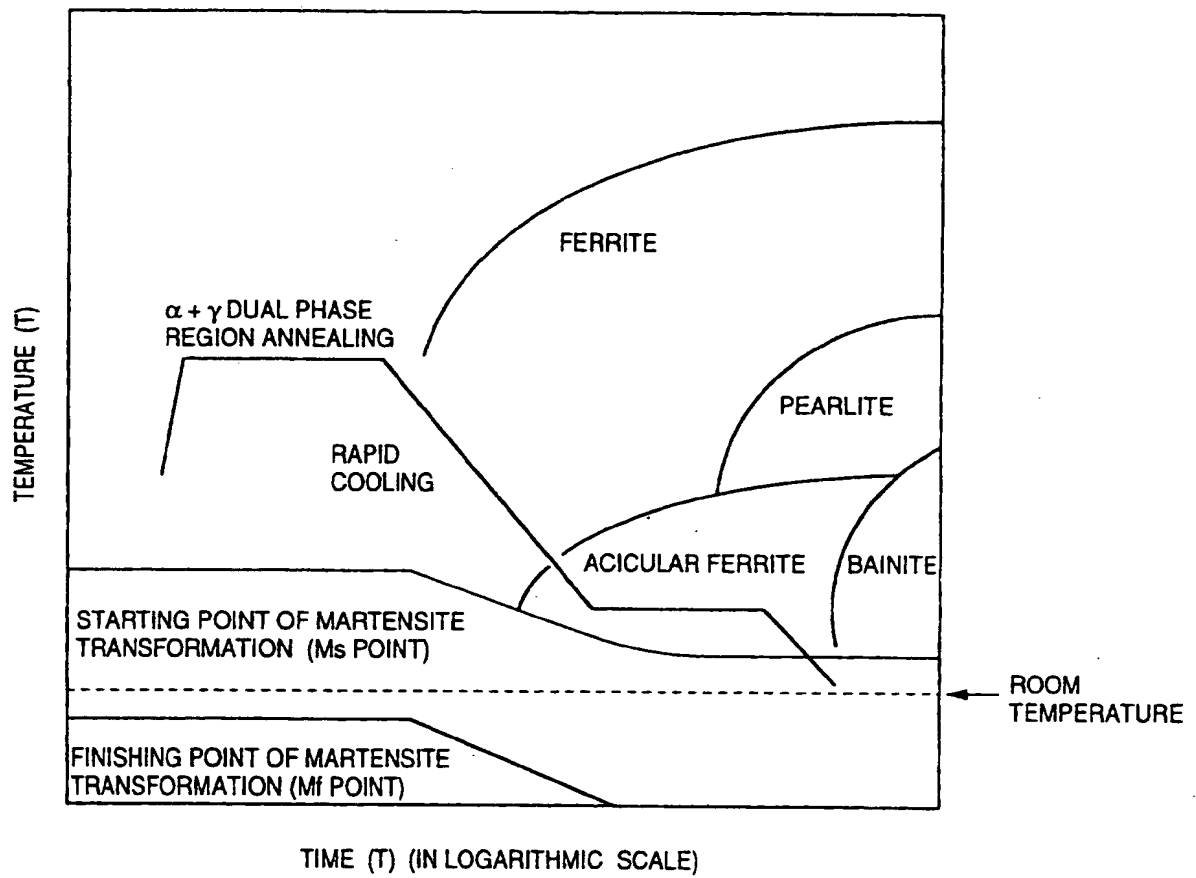 FERRITE
α + γ DUAL PHASE
REGION ANNEALING
PEARLITE
RAPID
COOLING
ACICULAR FERRITE
BAINITE
STARTING POINT OF MARTENSITE
TRANSFORMATION (Ms POINT)
ROOM
TEMPERATURE
FINISHING POINT OF MARTENSITE
TRANSFORMATION (Mf POINT)
TEMPERATURE (T)
TIME (T) (IN LOGARITHMIC SCALE)